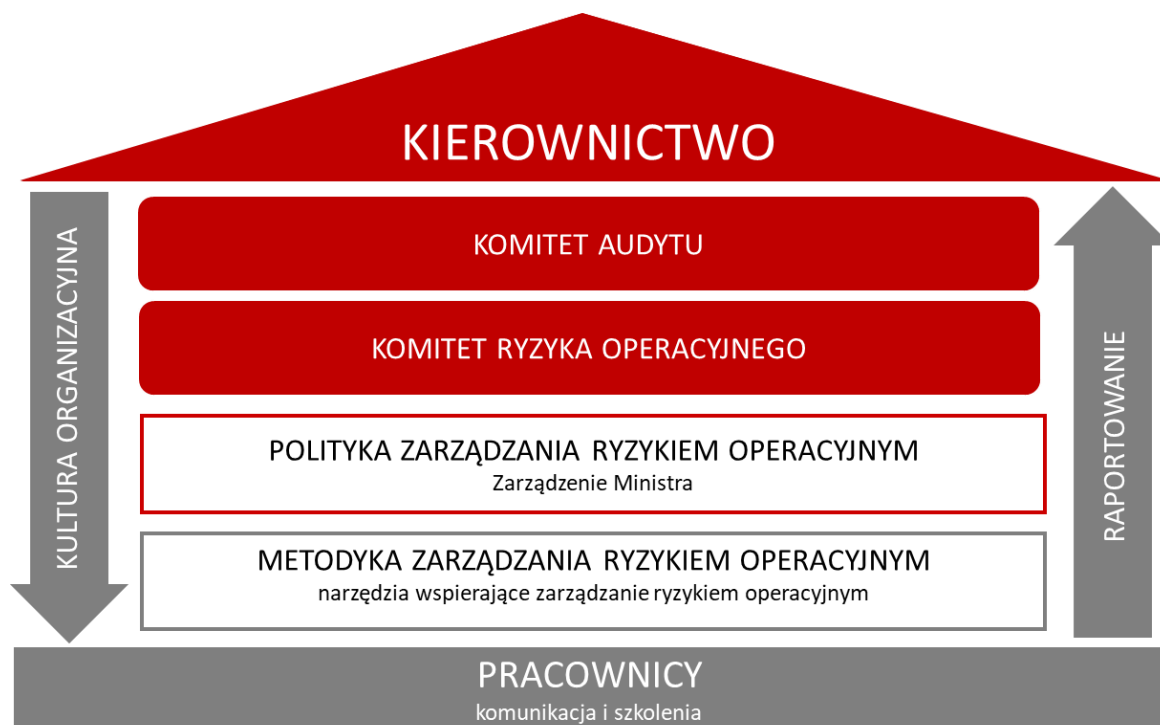 KIEROWNICTWO
KULTURA ORGANIZACYJNA
KOMITET AUDYTU
KOMITET RYZYKA OPERACYJNEGO
POLITYKA ZARZĄDZANIA RYZYKIEM OPERACYJNYM
Zarządzenie Ministra
METODYKA ZARZĄDZANIA RYZYKIEM OPERACYJNYM
narzędzia wspierające zarządzanie ryzykiem operacyjnym
RAPORTOWANIE
PRACOWNICY
komunikacja i szkolenia